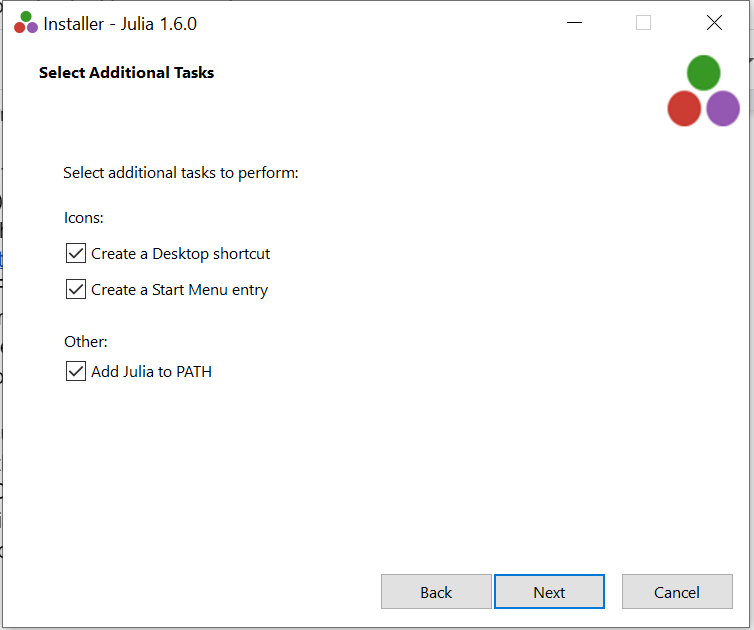 Installer - Julia 1.6.0
Select Additional Tasks
Select additional tasks to perform:
Icons:
Create a Desktop shortcut
Create a Start Menu entry
Other:
Add Julia to PATH
Back Next Cancel